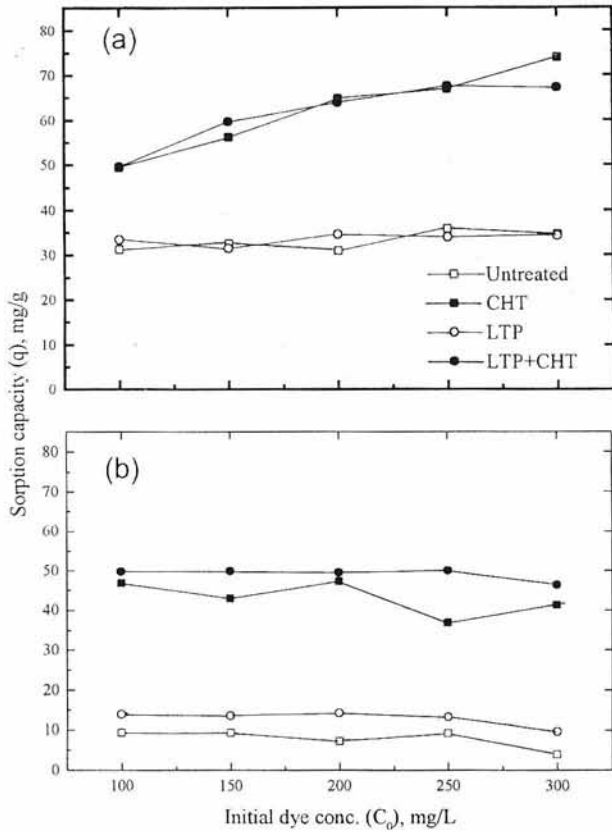 Sorption capacity (q), mg/g
(a)
80
70
60
50
40
30
20
10
0
Untreated
CHT
LTP
LTP+CHT
(b)
80
70
60
50
40
30
20
10
0
100 150 200 250 300
Initial dye conc. (C₀), mg/L